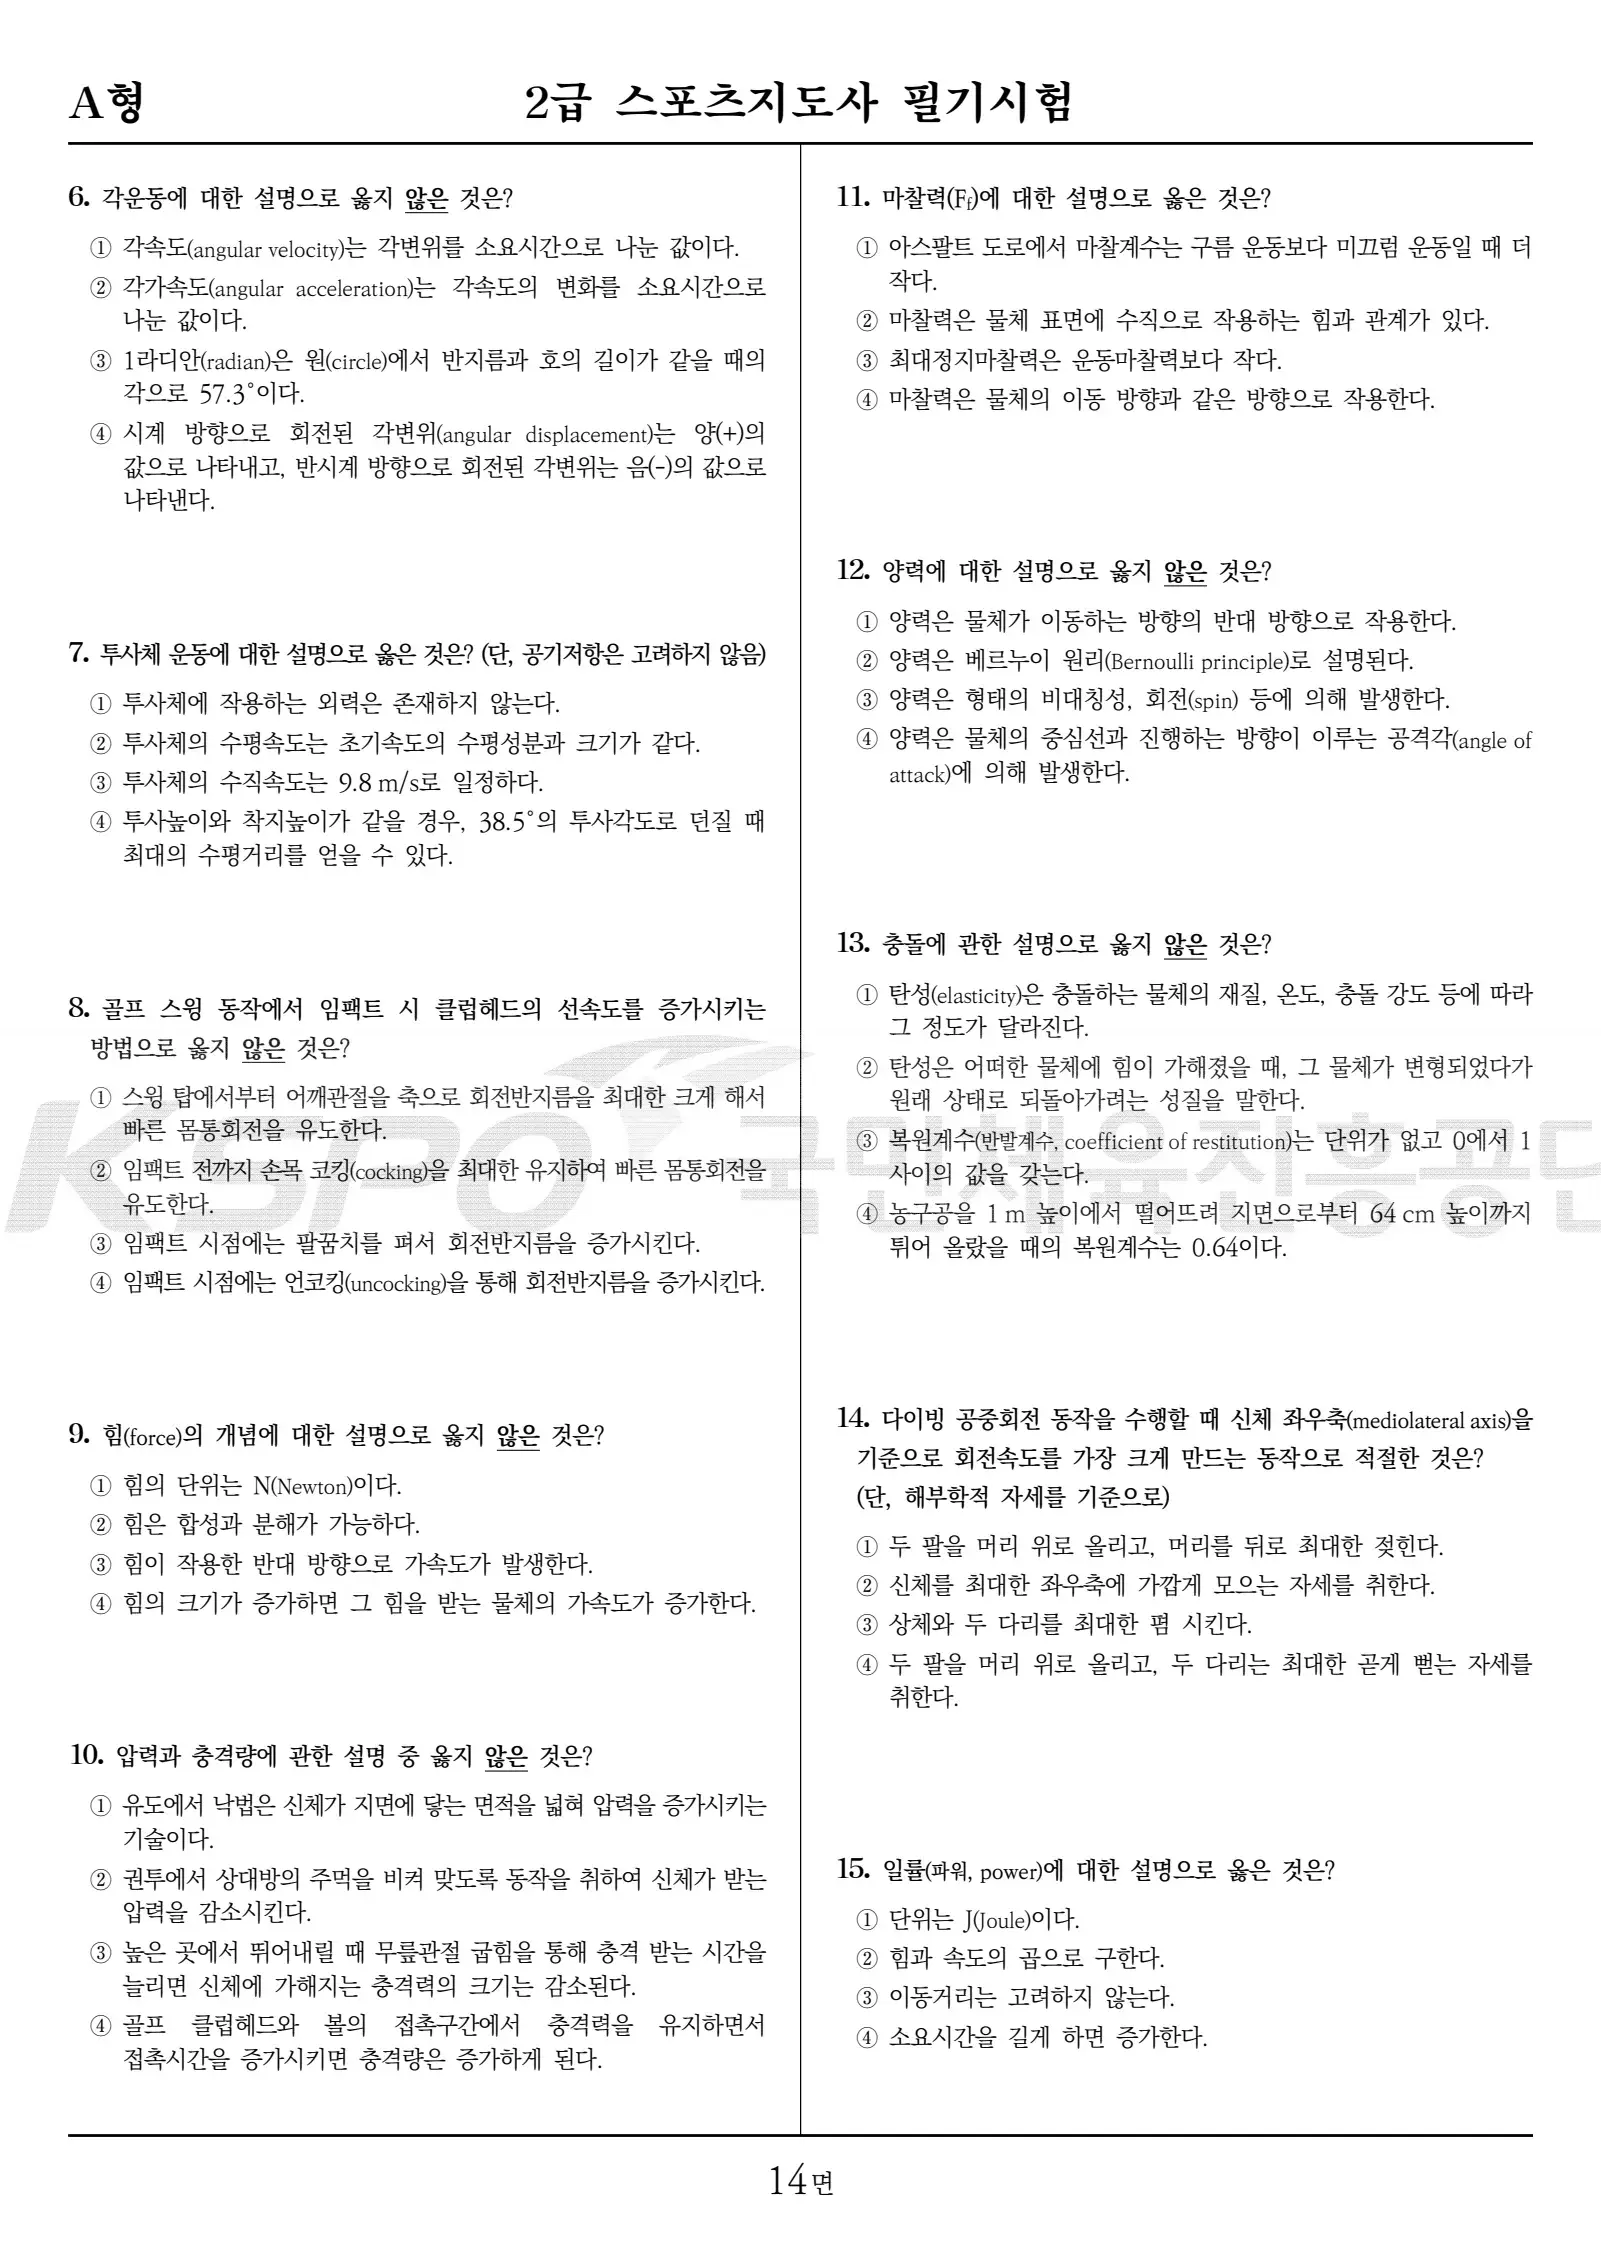 A형
2급 스포츠지도사 필기시험
6. 각운동에 대한 설명으로 옳지 않은 것은?
① 각속도(angular velocity)는 각변위를 소요시간으로 나눈 값이다.
② 각가속도(angular acceleration)는 각속도의 변화를 소요시간으로
나눈 값이다.
③ 1라디안(radian)은 원(circle)에서 반지름과 호의 길이가 같을 때의
각으로 57.3°이다.
④ 시계 방향으로 회전된 각변위(angular displacement)는 양(+)의
값으로 나타내고, 반시계 방향으로 회전된 각변위는 음(-)의 값으로
나타낸다.
7. 투사체 운동에 대한 설명으로 옳은 것은? (단, 공기저항은 고려하지 않음)
① 투사체에 작용하는 외력은 존재하지 않는다.
② 투사체의 수평속도는 초기속도의 수평성분과 크기가 같다.
③ 투사체의 수직속도는 9.8 m/s로 일정하다.
④ 투사높이와 착지높이가 같을 경우, 38.5°의 투사각도로 던질 때
최대의 수평거리를 얻을 수 있다.
8. 골프 스윙 동작에서 임팩트 시 클럽헤드의 선속도를 증가시키는
방법으로 옳지 않은 것은?
① 스윙 탑에서부터 어깨관절을 축으로 회전반지름을 최대한 크게 해서
빠른 몸통회전을 유도한다.
② 임팩트 전까지 손목 코킹(cocking)을 최대한 유지하여 빠른 몸통회전을
유도한다.
③ 임팩트 시점에는 팔꿈치를 펴서 회전반지름을 증가시킨다.
④ 임팩트 시점에는 언코킹(uncocking)을 통해 회전반지름을 증가시킨다.
9. 힘(force)의 개념에 대한 설명으로 옳지 않은 것은?
① 힘의 단위는 N(Newton)이다.
② 힘은 합성과 분해가 가능하다.
③ 힘이 작용한 반대 방향으로 가속도가 발생한다.
④ 힘의 크기가 증가하면 그 힘을 받는 물체의 가속도가 증가한다.
10. 압력과 충격량에 관한 설명 중 옳지 않은 것은?
① 유도에서 낙법은 신체가 지면에 닿는 면적을 넓혀 압력을 증가시키는
기술이다.
② 권투에서 상대방의 주먹을 비켜 맞도록 동작을 취하여 신체가 받는
압력을 감소시킨다.
③ 높은 곳에서 뛰어내릴 때 무릎관절 굽힘을 통해 충격 받는 시간을
늘리면 신체에 가해지는 충격력의 크기는 감소된다.
④ 골프 클럽헤드와 볼의 접촉구간에서 충격력을 유지하면서
접촉시간을 증가시키면 충격량은 증가하게 된다.
11. 마찰력(Ff)에 대한 설명으로 옳은 것은?
① 아스팔트 도로에서 마찰계수는 구름 운동보다 미끄럼 운동일 때 더
작다.
② 마찰력은 물체 표면에 수직으로 작용하는 힘과 관계가 있다.
③ 최대정지마찰력은 운동마찰력보다 작다.
④ 마찰력은 물체의 이동 방향과 같은 방향으로 작용한다.
12. 양력에 대한 설명으로 옳지 않은 것은?
① 양력은 물체가 이동하는 방향의 반대 방향으로 작용한다.
② 양력은 베르누이 원리(Bernoulli principle)로 설명된다.
③ 양력은 형태의 비대칭성, 회전(spin) 등에 의해 발생한다.
④ 양력은 물체의 중심선과 진행하는 방향이 이루는 공격각(angle of
attack)에 의해 발생한다.
13. 충돌에 관한 설명으로 옳지 않은 것은?
① 탄성(elasticity)은 충돌하는 물체의 재질, 온도, 충돌 강도 등에 따라
그 정도가 달라진다.
② 탄성은 어떠한 물체에 힘이 가해졌을 때, 그 물체가 변형되었다가
원래 상태로 되돌아가려는 성질을 말한다.
③ 복원계수(반발계수, coefficient of restitution)는 단위가 없고 0에서 1
사이의 값을 갖는다.
④ 농구공을 1 m 높이에서 떨어뜨려 지면으로부터 64 cm 높이까지
튀어 올랐을 때의 복원계수는 0.64이다.
14. 다이빙 공중회전 동작을 수행할 때 신체 좌우축(mediolateral axis)을
기준으로 회전속도를 가장 크게 만드는 동작으로 적절한 것은?
(단, 해부학적 자세를 기준으로)
① 두 팔을 머리 위로 올리고, 머리를 뒤로 최대한 젖힌다.
② 신체를 최대한 좌우축에 가깝게 모으는 자세를 취한다.
③ 상체와 두 다리를 최대한 폄 시킨다.
④ 두 팔을 머리 위로 올리고, 두 다리는 최대한 곧게 뻗는 자세를
취한다.
15. 일률(파워, power)에 대한 설명으로 옳은 것은?
① 단위는 J(Joule)이다.
② 힘과 속도의 곱으로 구한다.
③ 이동거리는 고려하지 않는다.
④ 소요시간을 길게 하면 증가한다.
KSPO 국민체육진흥공단
14면